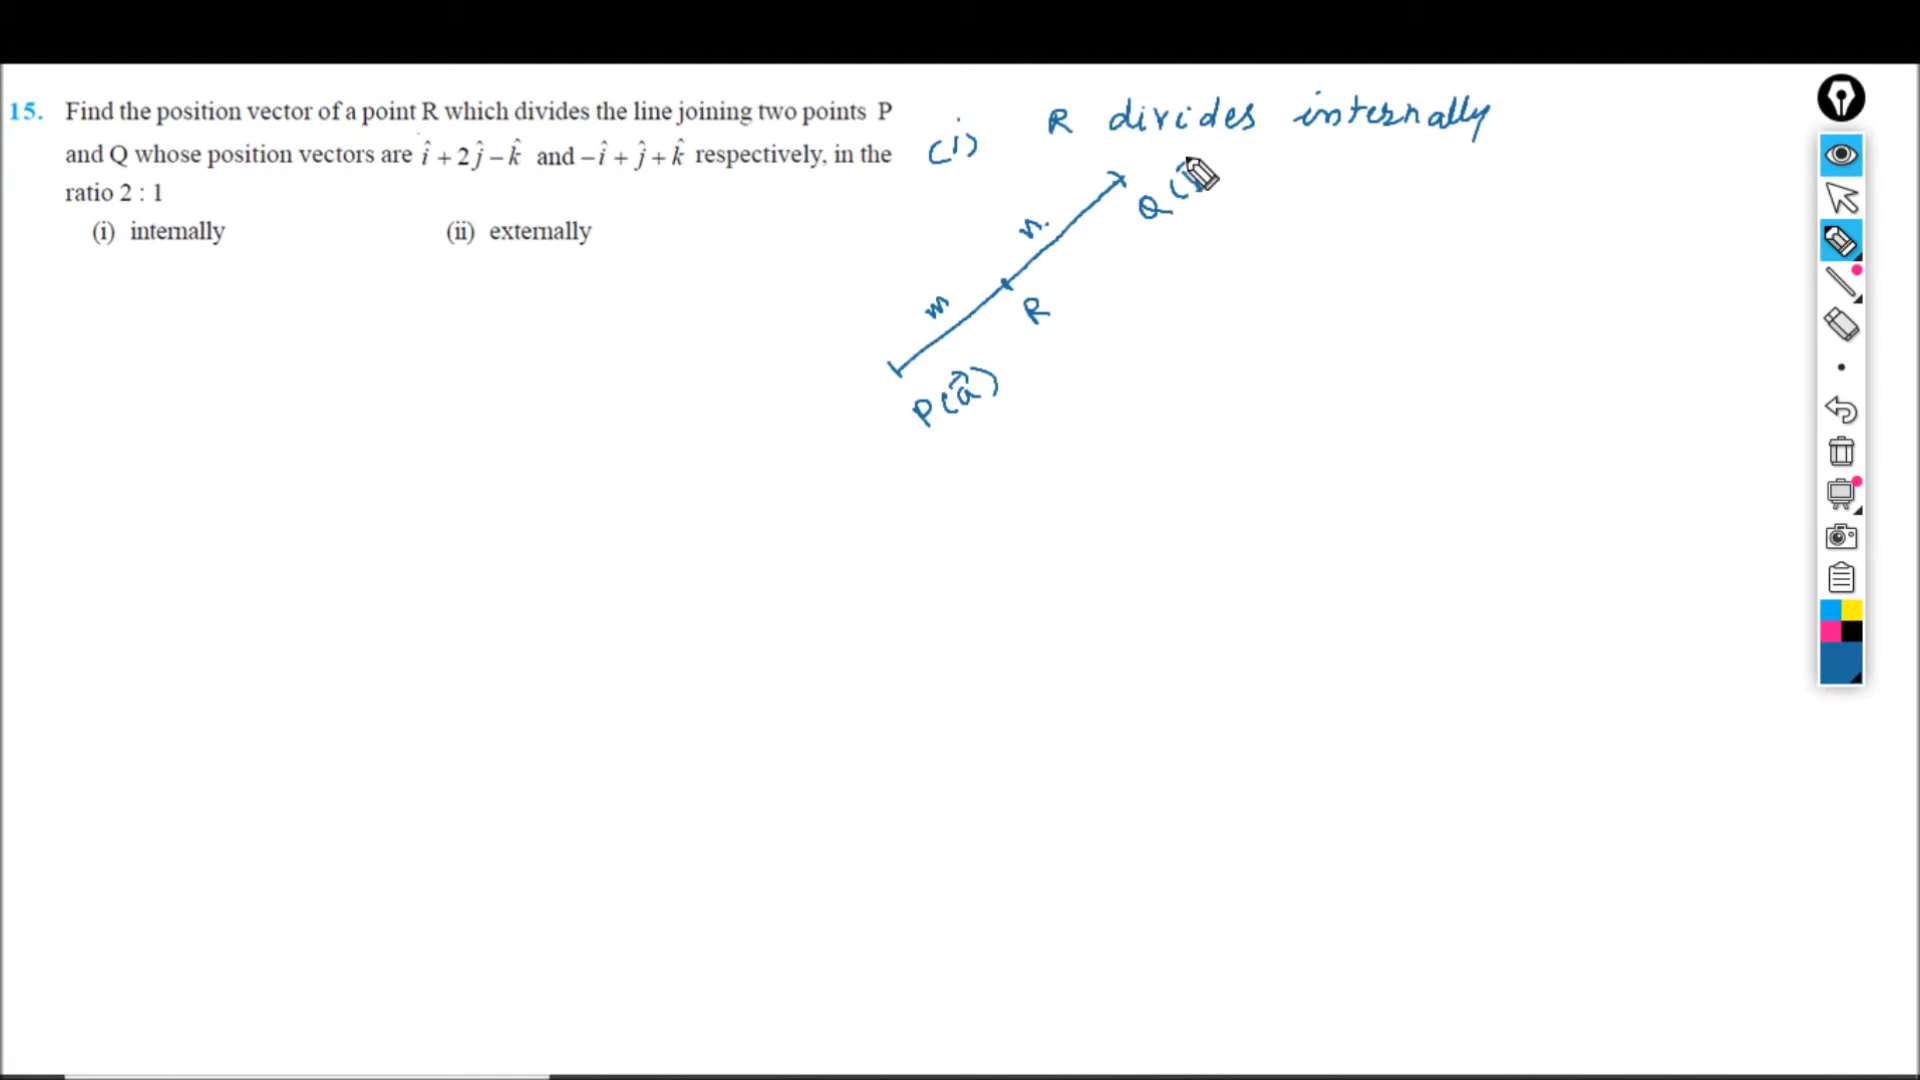 15. Find the position vector of a point R which divides the line joining two points P
and Q whose position vectors are î + 2ĵ − k̂ and −î + ĵ + k̂ respectively, in the
ratio 2 : 1
(i) internally (ii) externally
(i) R divides internally
Q (
n.
m
R
P(a⃗)